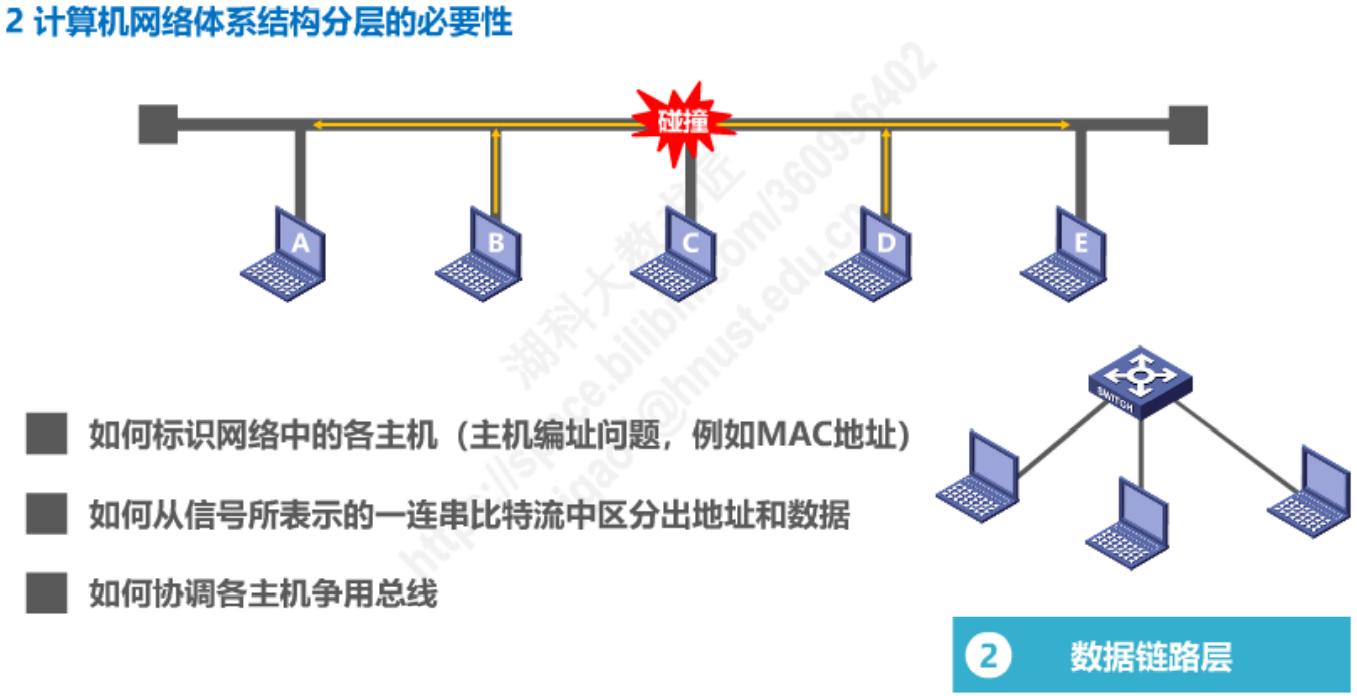 2 计算机网络体系结构分层的必要性
碰撞
A
B
C
D
E
SWITCH
如何标识网络中的各主机（主机编址问题，例如MAC地址）
如何从信号所表示的一连串比特流中区分出地址和数据
如何协调各主机争用总线
2 数据链路层
湖科大教书匠
https://space.bilibili.com/360996402